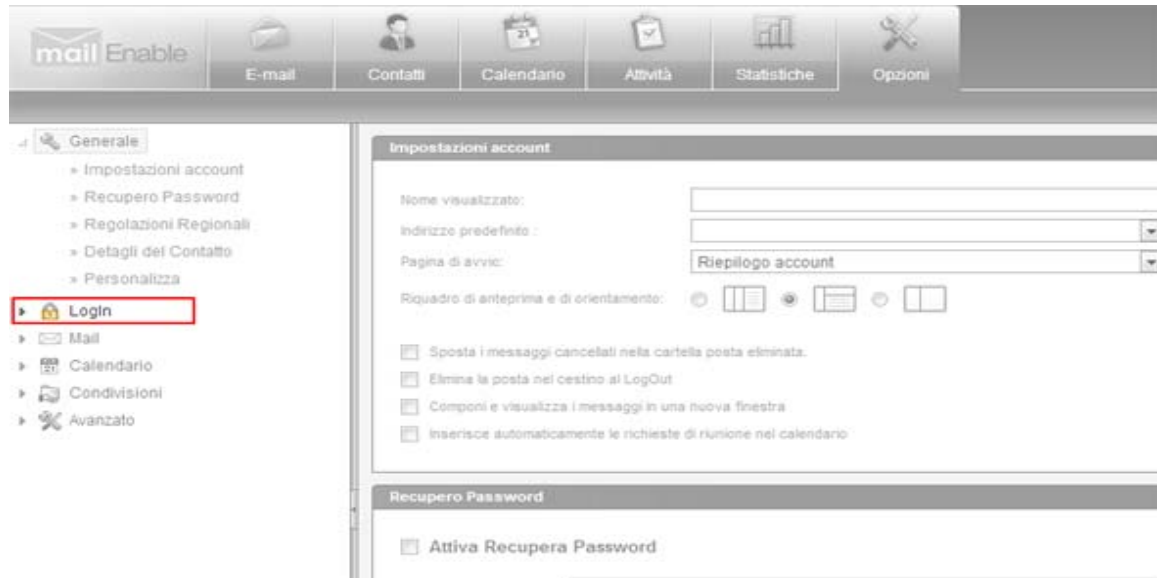 mail Enable
E-mail
Contatti
Calendario
Attività
Statistiche
Opzioni
Generale
» Impostazioni account
» Recupero Password
» Regolazioni Regionali
» Detagli del Contatto
» Personalizza
LogIn
Mail
Calendario
Condivisioni
Avanzato
Impostazioni account
Nome visualizzato:
Indirizzo predefinito :
Pagina di avvio: Riepilogo account
Riquadro di anteprima e di orientamento:
Sposta i messaggi cancellati nella cartella posta eliminata.
Elimina la posta nel cestino al LogOut
Componi e visualizza i messaggi in una nuova finestra
Inserisce automaticamente le richieste di riunione nel calendario
Recupero Password
Attiva Recupera Password